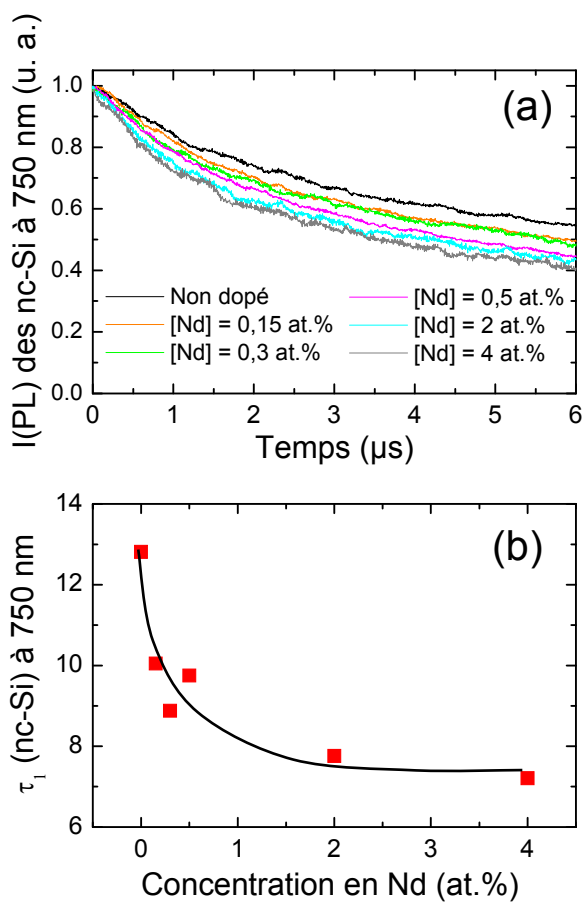 I(PL) des nc-Si à 750 nm (u. a.)
1.0
0.8
0.6
0.4
0.2
0.0
(a)
Non dopé
[Nd] = 0,15 at.%
[Nd] = 0,3 at.%
[Nd] = 0,5 at.%
[Nd] = 2 at.%
[Nd] = 4 at.%
0 1 2 3 4 5 6
Temps (µs)
τ1 (nc-Si) à 750 nm
14
12
10
8
6
(b)
0 1 2 3 4
Concentration en Nd (at.%)